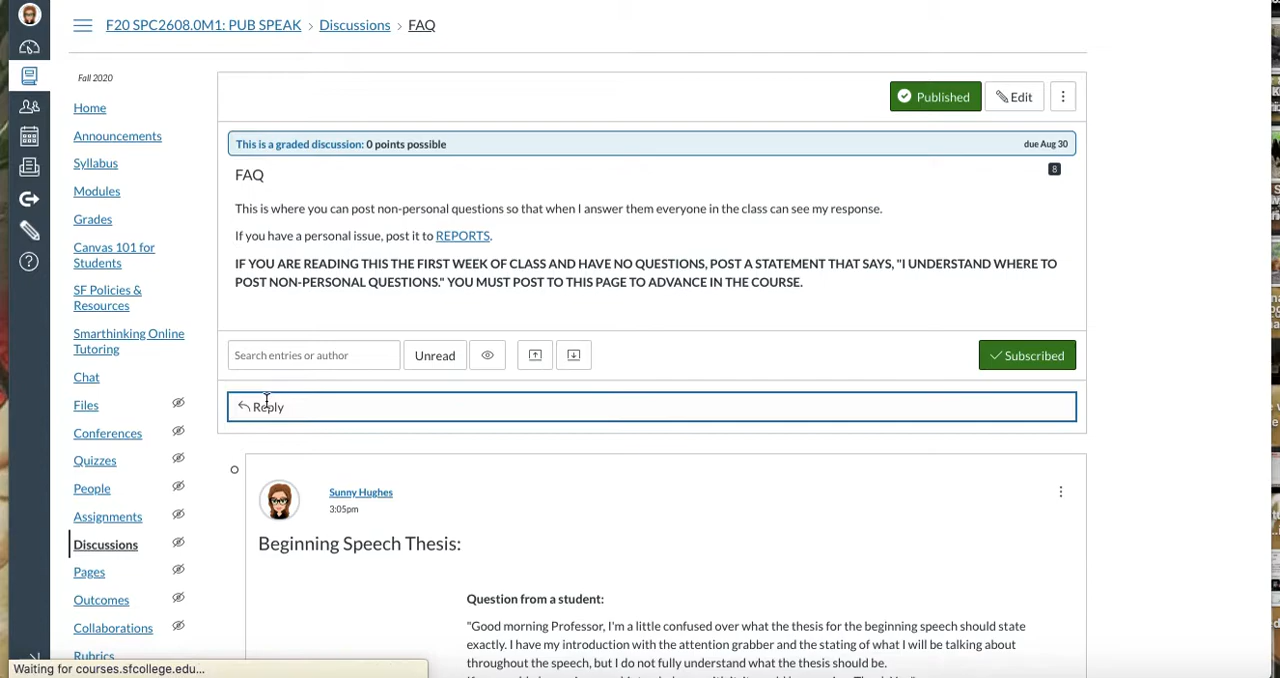 F20 SPC2608.0M1: PUB SPEAK > Discussions > FAQ
Fall 2020
Home
Announcements
Syllabus
Modules
Grades
Canvas 101 for
Students
SF Policies &
Resources
Smarthinking Online
Tutoring
Chat
Files
Conferences
Quizzes
People
Assignments
Discussions
Pages
Outcomes
Collaborations
Rubrics
Published
Edit
This is a graded discussion: 0 points possible
due Aug 30
FAQ
8
This is where you can post non-personal questions so that when I answer them everyone in the class can see my response.
If you have a personal issue, post it to REPORTS.
IF YOU ARE READING THIS THE FIRST WEEK OF CLASS AND HAVE NO QUESTIONS, POST A STATEMENT THAT SAYS, "I UNDERSTAND WHERE TO
POST NON-PERSONAL QUESTIONS." YOU MUST POST TO THIS PAGE TO ADVANCE IN THE COURSE.
Search entries or author
Unread
Subscribed
Reply
Sunny Hughes
3:05pm
Beginning Speech Thesis:
Question from a student:
"Good morning Professor, I'm a little confused over what the thesis for the beginning speech should state
exactly. I have my introduction with the attention grabber and the stating of what I will be talking about
throughout the speech, but I do not fully understand what the thesis should be.
Waiting for courses.sfcollege.edu...